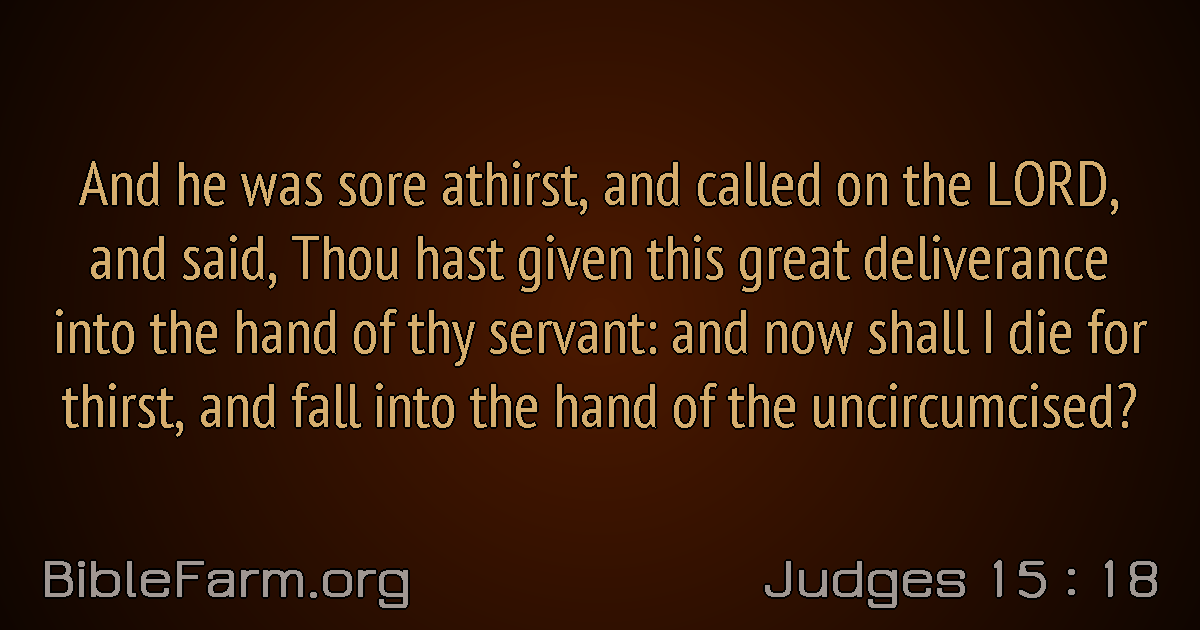 And he was sore athirst, and called on the LORD,
and said, Thou hast given this great deliverance
into the hand of thy servant: and now shall I die for
thirst, and fall into the hand of the uncircumcised?
BibleFarm.org
Judges 15 : 18